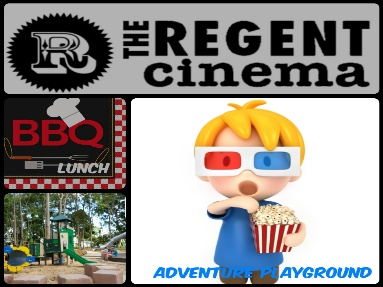 R
THE REGENT
cinema
BBQ
LUNCH
ADVENTURE PLAYGROUND